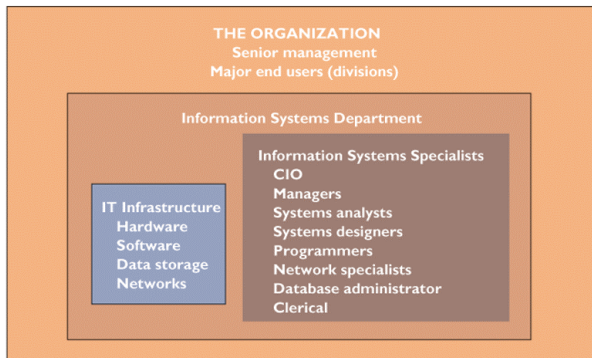 THE ORGANIZATION
Senior management
Major end users (divisions)
Information Systems Department
IT Infrastructure
Hardware
Software
Data storage
Networks
Information Systems Specialists
CIO
Managers
Systems analysts
Systems designers
Programmers
Network specialists
Database administrator
Clerical